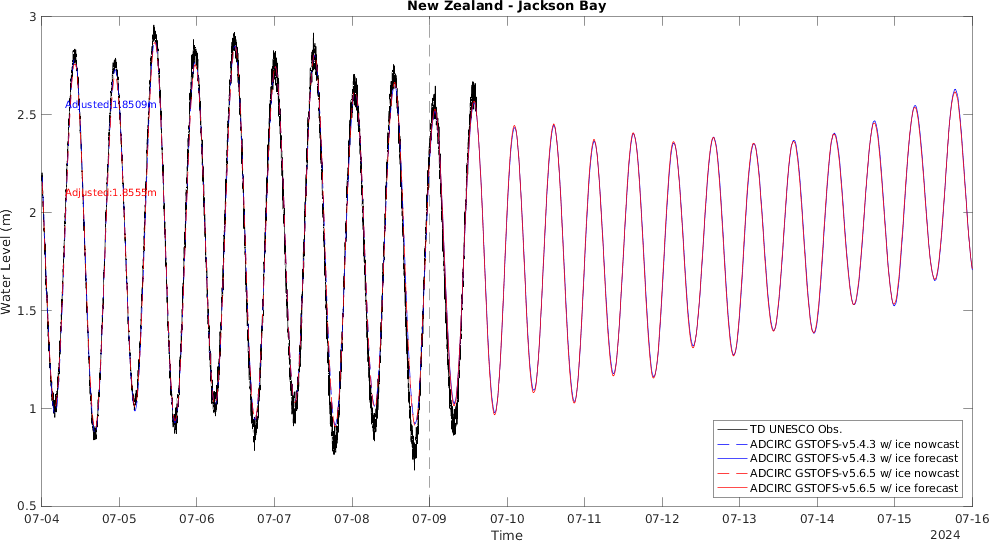 New Zealand - Jackson Bay
3
2.5
2
1.5
1
0.5
Water Level (m)
Adjusted:1.8509m
Adjusted:1.8555m
TD UNESCO Obs.
ADCIRC GSTOFS-v5.4.3 w/ ice nowcast
ADCIRC GSTOFS-v5.4.3 w/ ice forecast
ADCIRC GSTOFS-v5.6.5 w/ ice nowcast
ADCIRC GSTOFS-v5.6.5 w/ ice forecast
07-04 07-05 07-06 07-07 07-08 07-09 07-10 07-11 07-12 07-13 07-14 07-15 07-16
Time
2024